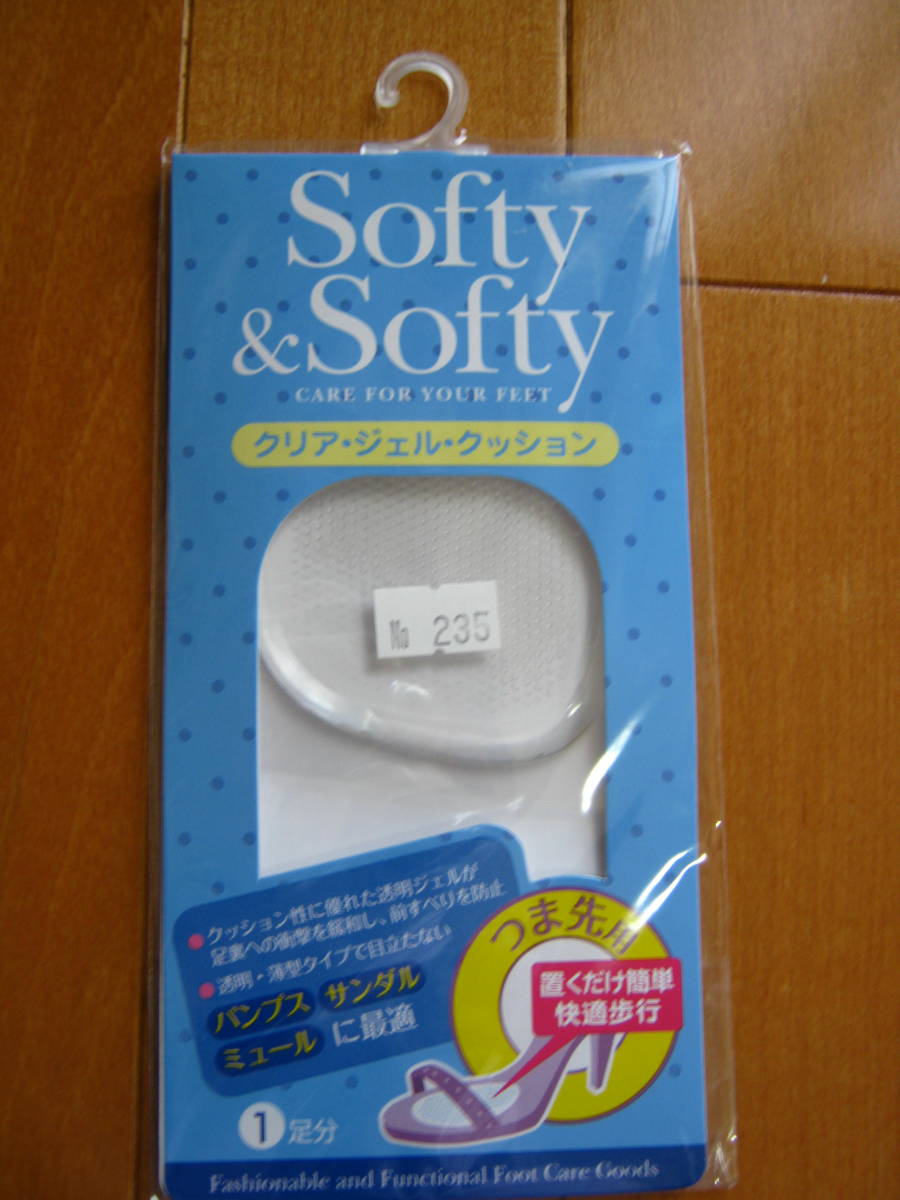 Softy
& Softy
CARE FOR YOUR FEET
クリア・ジェル・クッション
No 235
クッション性に優れた透明ジェルが
足裏への衝撃を緩和し、前すべりを防止
透明・薄型タイプで目立たない
パンプス サンダル
ミュール に最適
つま先用
置くだけ簡単
快適歩行
1足分
Fashionable and Functional Foot Care Goods